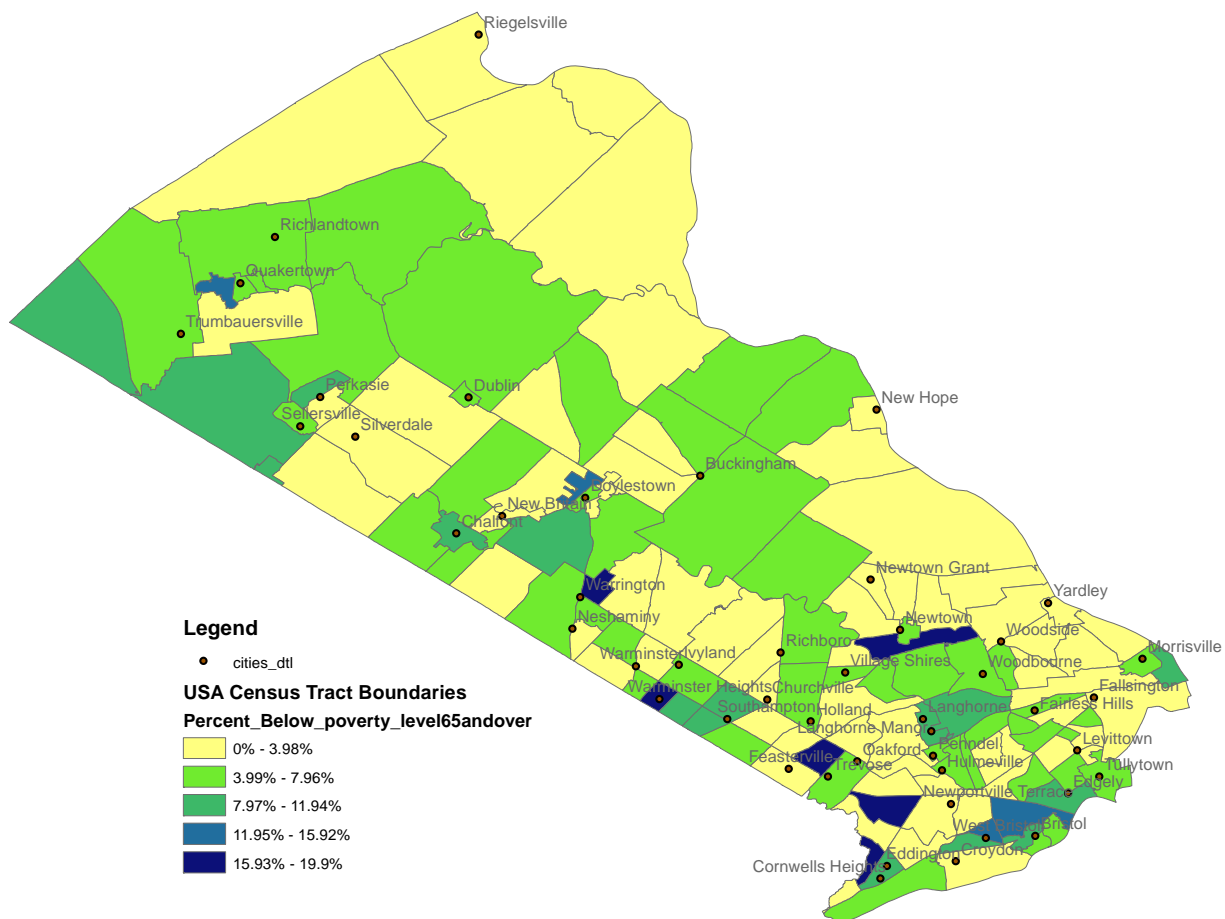 Riegelsville
Richlandtown
Quakertown
Trumbauersville
Perkasie
Dublin
New Hope
Sellersville
Silverdale
Buckingham
Doylestown
New Britain
Chalfont
Newtown Grant
Warrington
Yardley
Neshaminy
Newtown
Woodside
Richboro
Morrisville
Warminster
Ivyland
Village Shires
Woodbourne
Warminster Heights
Churchville
Fallsington
Southampton
Holland
Langhorne
Fairless Hills
Langhorne Manor
Levittown
Feasterville
Oakford
Penndel
Trevose
Hulmeville
Tullytown
Edgely
Newportville Terrace
West Bristol
Bristol
Eddington
Croydon
Cornwells Heights
Legend
cities_dtl
USA Census Tract Boundaries
Percent_Below_poverty_level65andover
0% - 3.98%
3.99% - 7.96%
7.97% - 11.94%
11.95% - 15.92%
15.93% - 19.9%